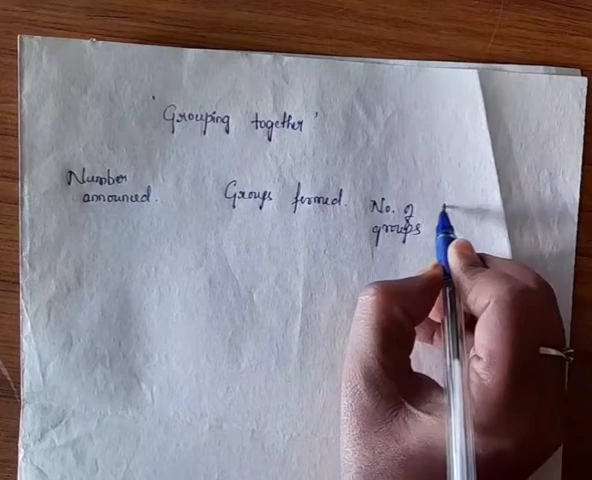 'Grouping together'
Number Groups formed. No. of
announced. groups